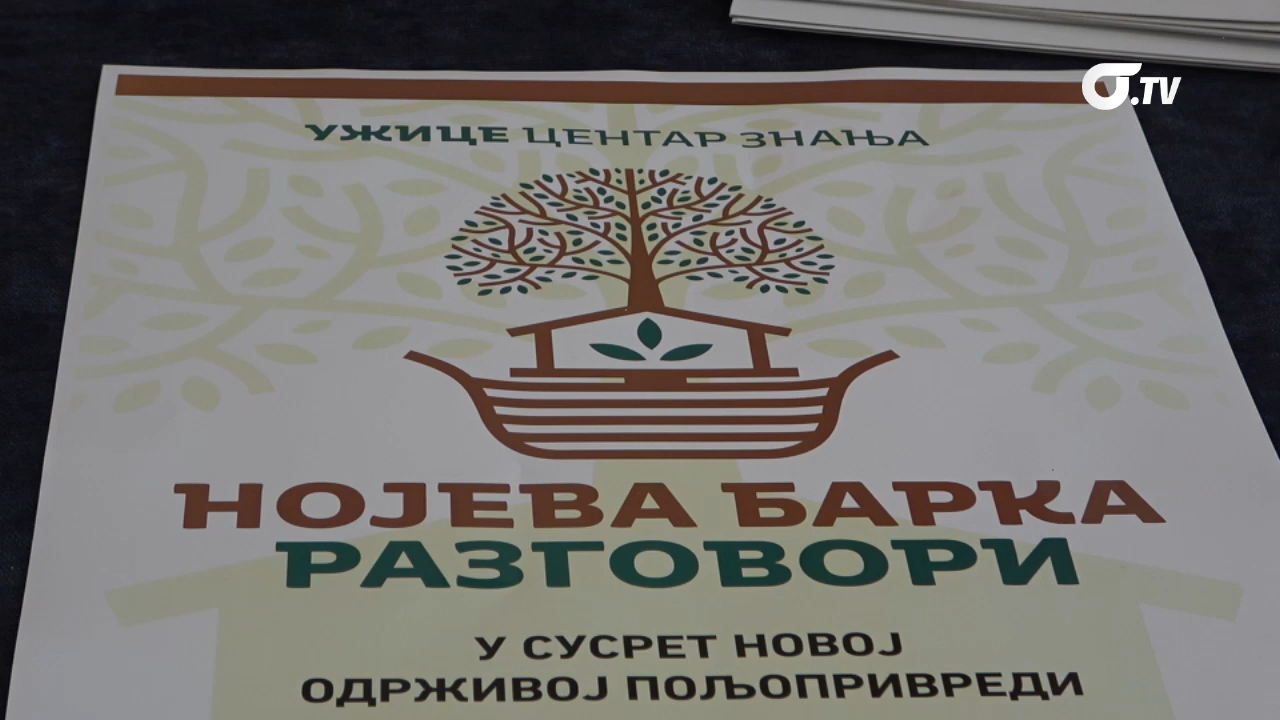 .TV
УЖИЦЕ ЦЕНТАР ЗНАЊА
НОЈЕВА БАРКА
РАЗГОВОРИ
У СУСРЕТ НОВОЈ
ОДРЖИВОЈ ПОЉОПРИВРЕДИ